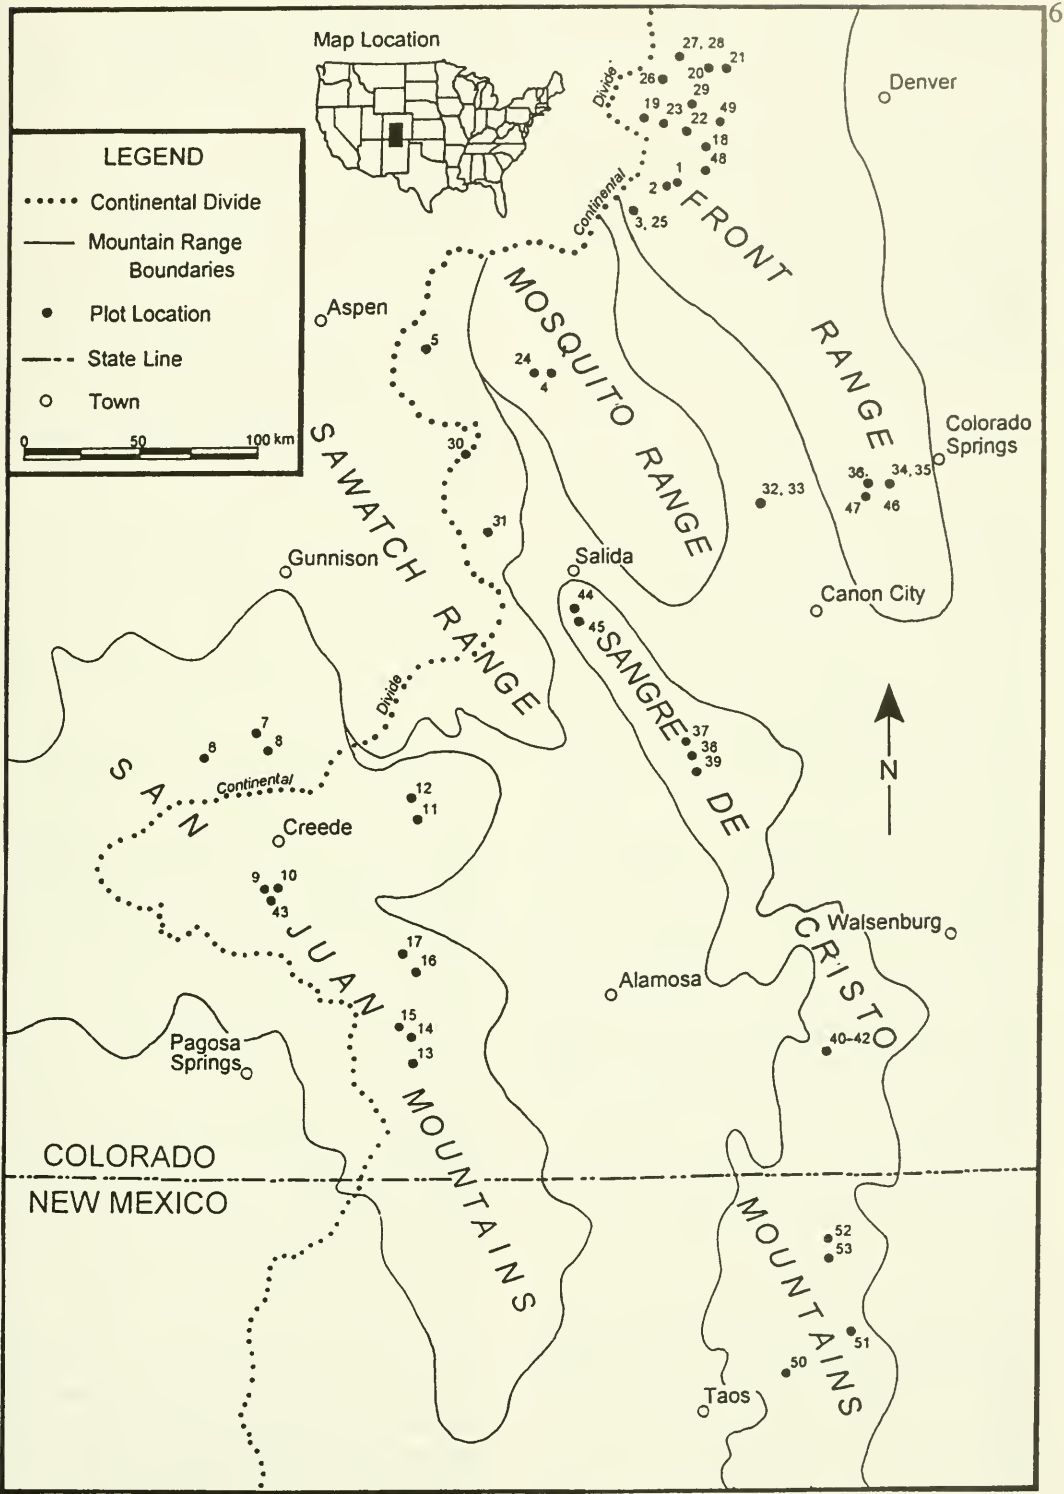 6
Map Location
LEGEND
Continental Divide
Mountain Range
Boundaries
Plot Location
State Line
Town
0 50 100 km
27, 28
20
21
26
29
19
23
22
49
18
48
1
2
3, 25
Divide
Continental
Denver
FRONT RANGE
MOSQUITO RANGE
Aspen
5
24
4
30
31
SAWATCH RANGE
Colorado
Springs
36.
34, 35
47
46
32, 33
Gunnison
Salida
Canon City
44
45
SANGRE DE CRISTO MOUNTAINS
37
38
39
N
Divide
Continental
7
6
8
SAN JUAN MOUNTAINS
12
11
Creede
9
10
43
17
16
15
14
13
Walsenburg
Alamosa
40-42
Pagosa
Springs
COLORADO
NEW MEXICO
52
53
51
50
Taos